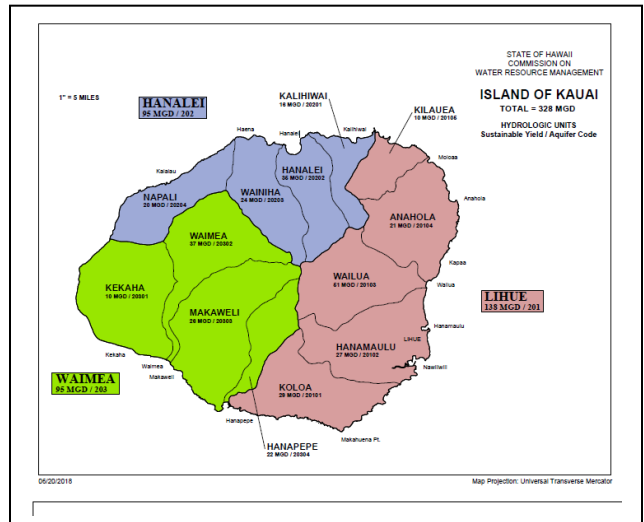 STATE OF HAWAII
COMMISSION ON
WATER RESOURCE MANAGEMENT
ISLAND OF KAUAI
TOTAL = 328 MGD
HYDROLOGIC UNITS
Sustainable Yield / Aquifer Code
1" = 5 MILES
HANALEI
95 MGD / 202
KALIHIWAI
16 MGD / 20201
KILAUEA
10 MGD / 20105
Haena
Hanalei
Kalihiwai
Moloaa
Kalalau
HANALEI
35 MGD / 20202
NAPALI
20 MGD / 20204
WAINIHA
24 MGD / 20203
Anahola
ANAHOLA
21 MGD / 20104
WAIMEA
37 MGD / 20302
Kapaa
WAILUA
51 MGD / 20103
Wailua
KEKAHA
10 MGD / 20301
LIHUE
138 MGD / 201
MAKAWELI
26 MGD / 20303
Hanamaulu
LIHUE
HANAMAULU
27 MGD / 20102
Kekaha
Waimea
Makaweli
Nawiliwili
WAIMEA
95 MGD / 203
KOLOA
29 MGD / 20101
Hanapepe
Makahuena Pt.
HANAPEPE
22 MGD / 20304
06/20/2018
Map Projection: Universal Transverse Mercator